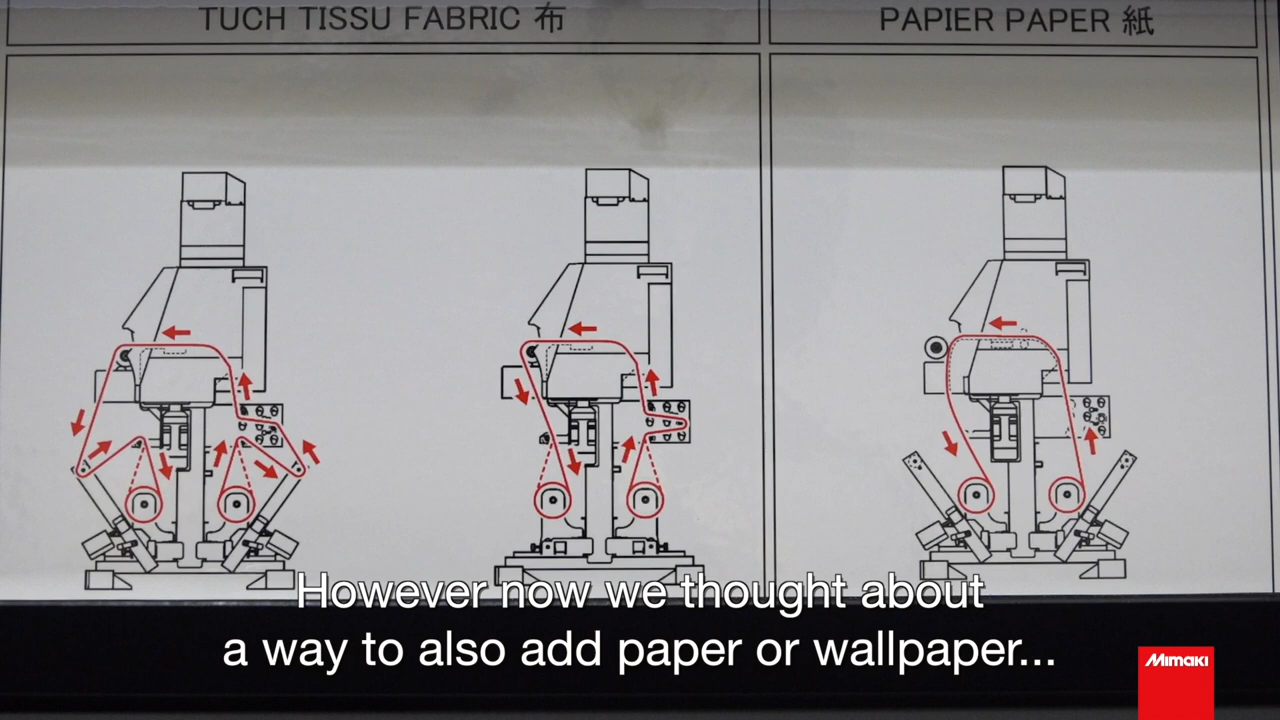 TUCH TISSU FABRIC 布
PAPIER PAPER 紙
However now we thought about
a way to also add paper or wallpaper...
Mimaki